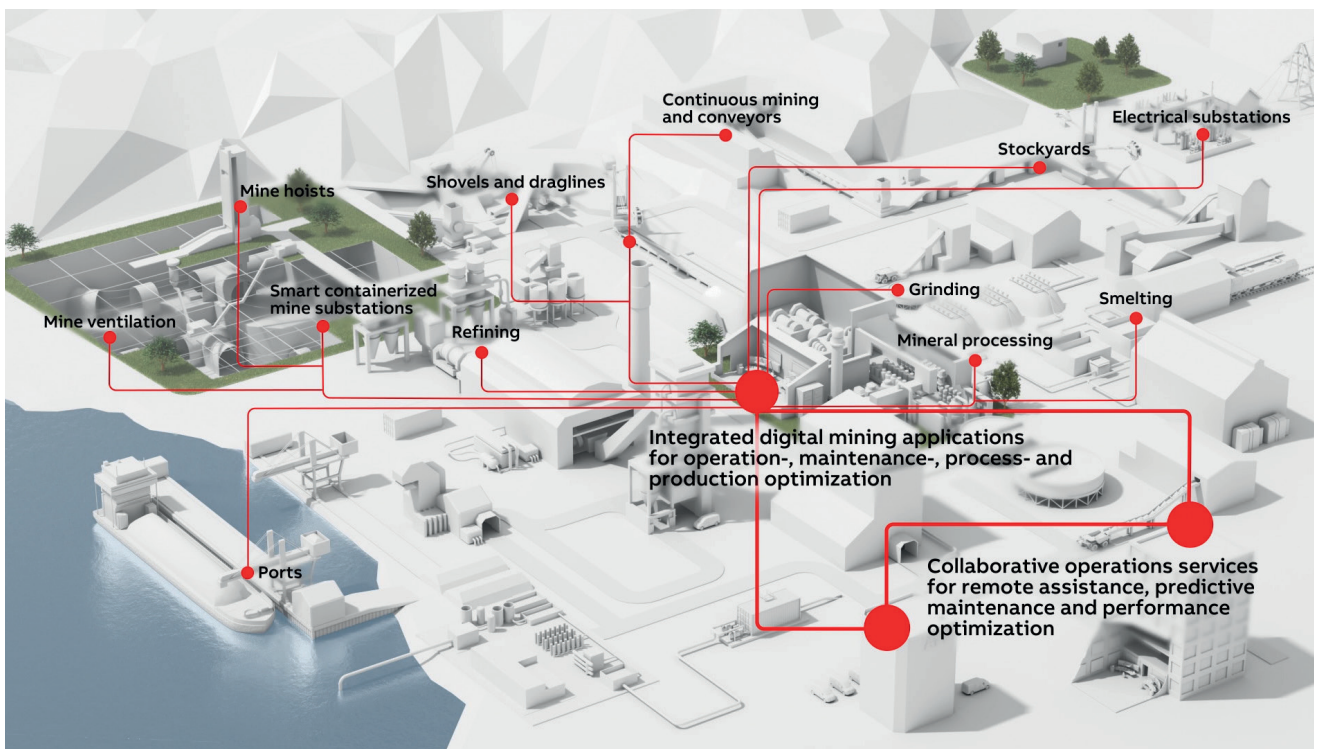 Continuous mining
and conveyors
Electrical substations
Stockyards
Shovels and draglines
Mine hoists
Smart containerized
mine substations
Grinding
Smelting
Mine ventilation
Refining
Mineral processing
Integrated digital mining applications
for operation-, maintenance-, process- and
production optimization
Collaborative operations services
for remote assistance, predictive
maintenance and performance
optimization
Ports